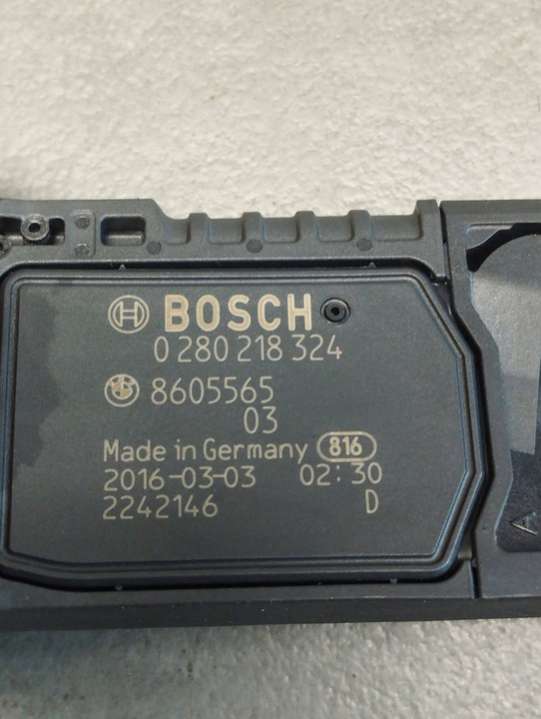 BOSCH
0 280 218 324
8605565
03
Made in Germany 816
2016-03-03 02:30
2242146 D
A